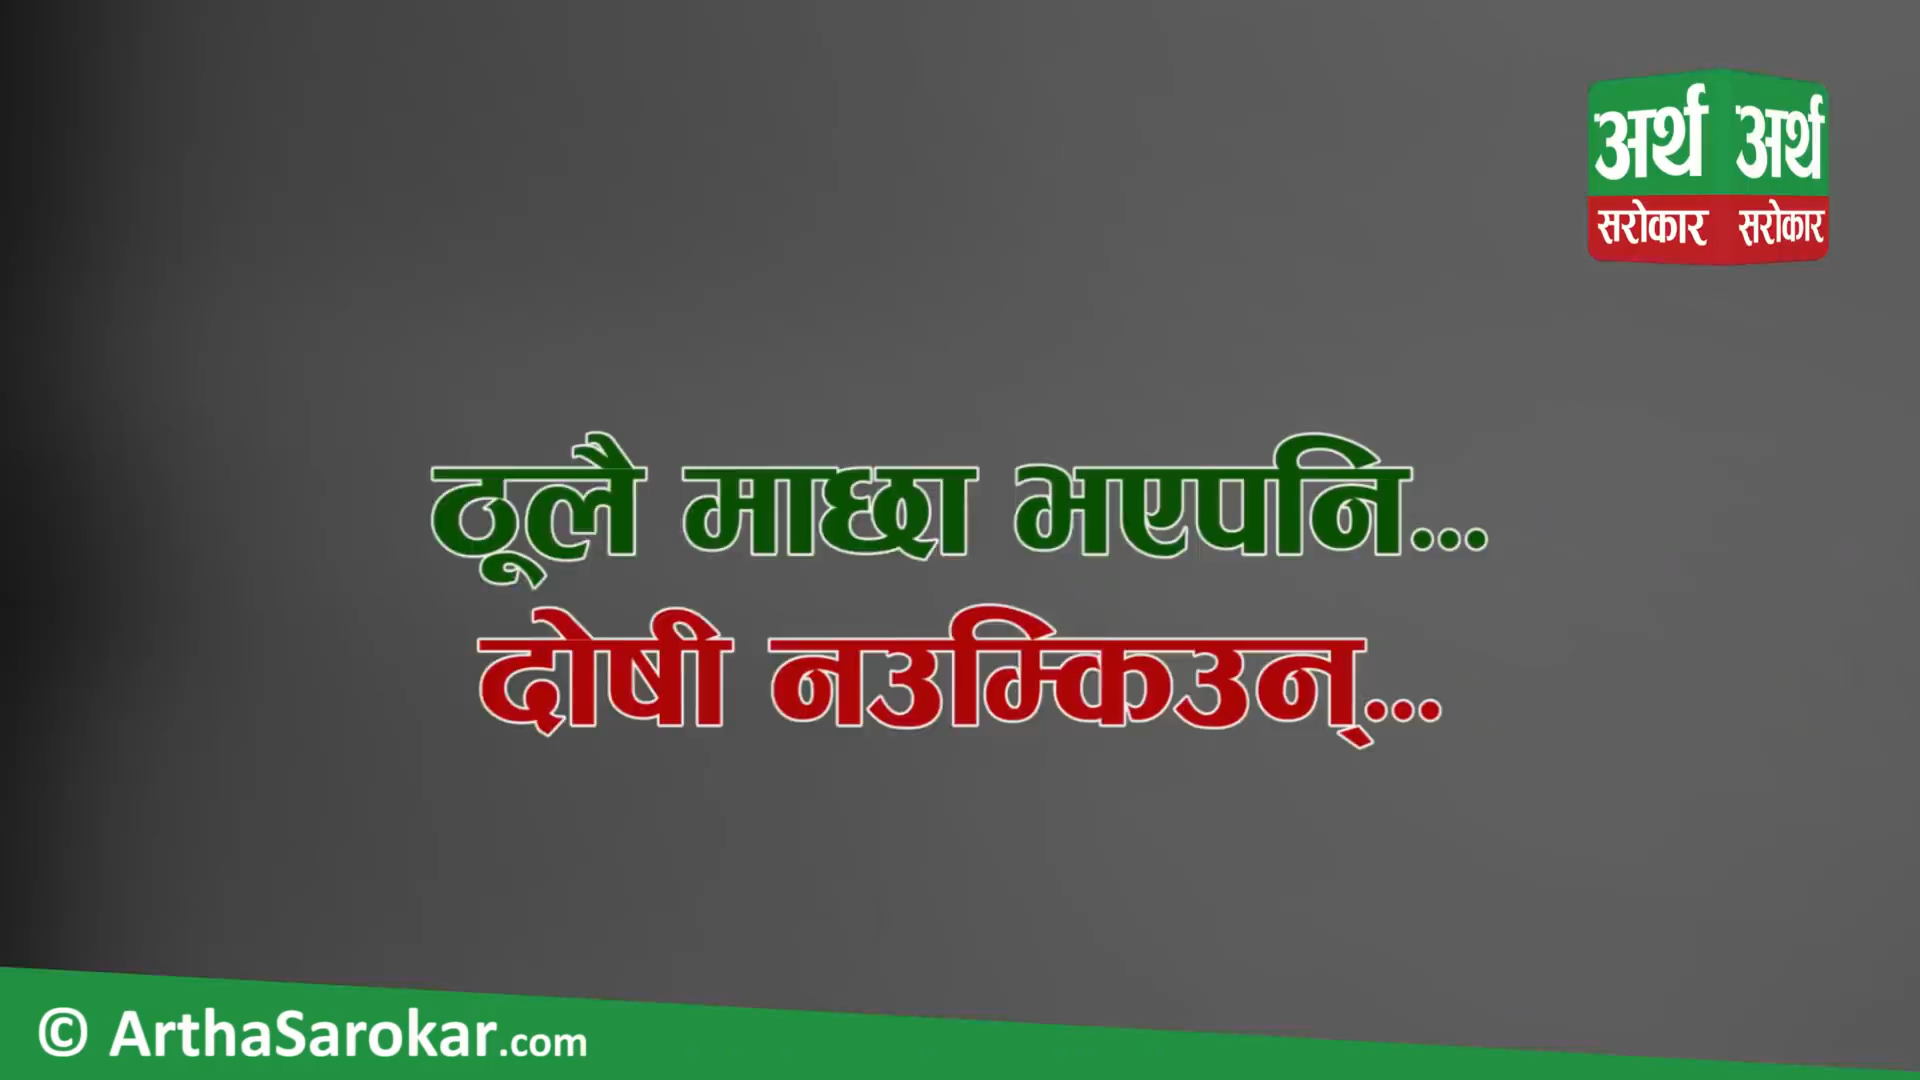 अर्थ अर्थ
सरोकार सरोकार
ठूलै माछा भएपनि...
दोषी नउम्किउन्...
© ArthaSarokar.com